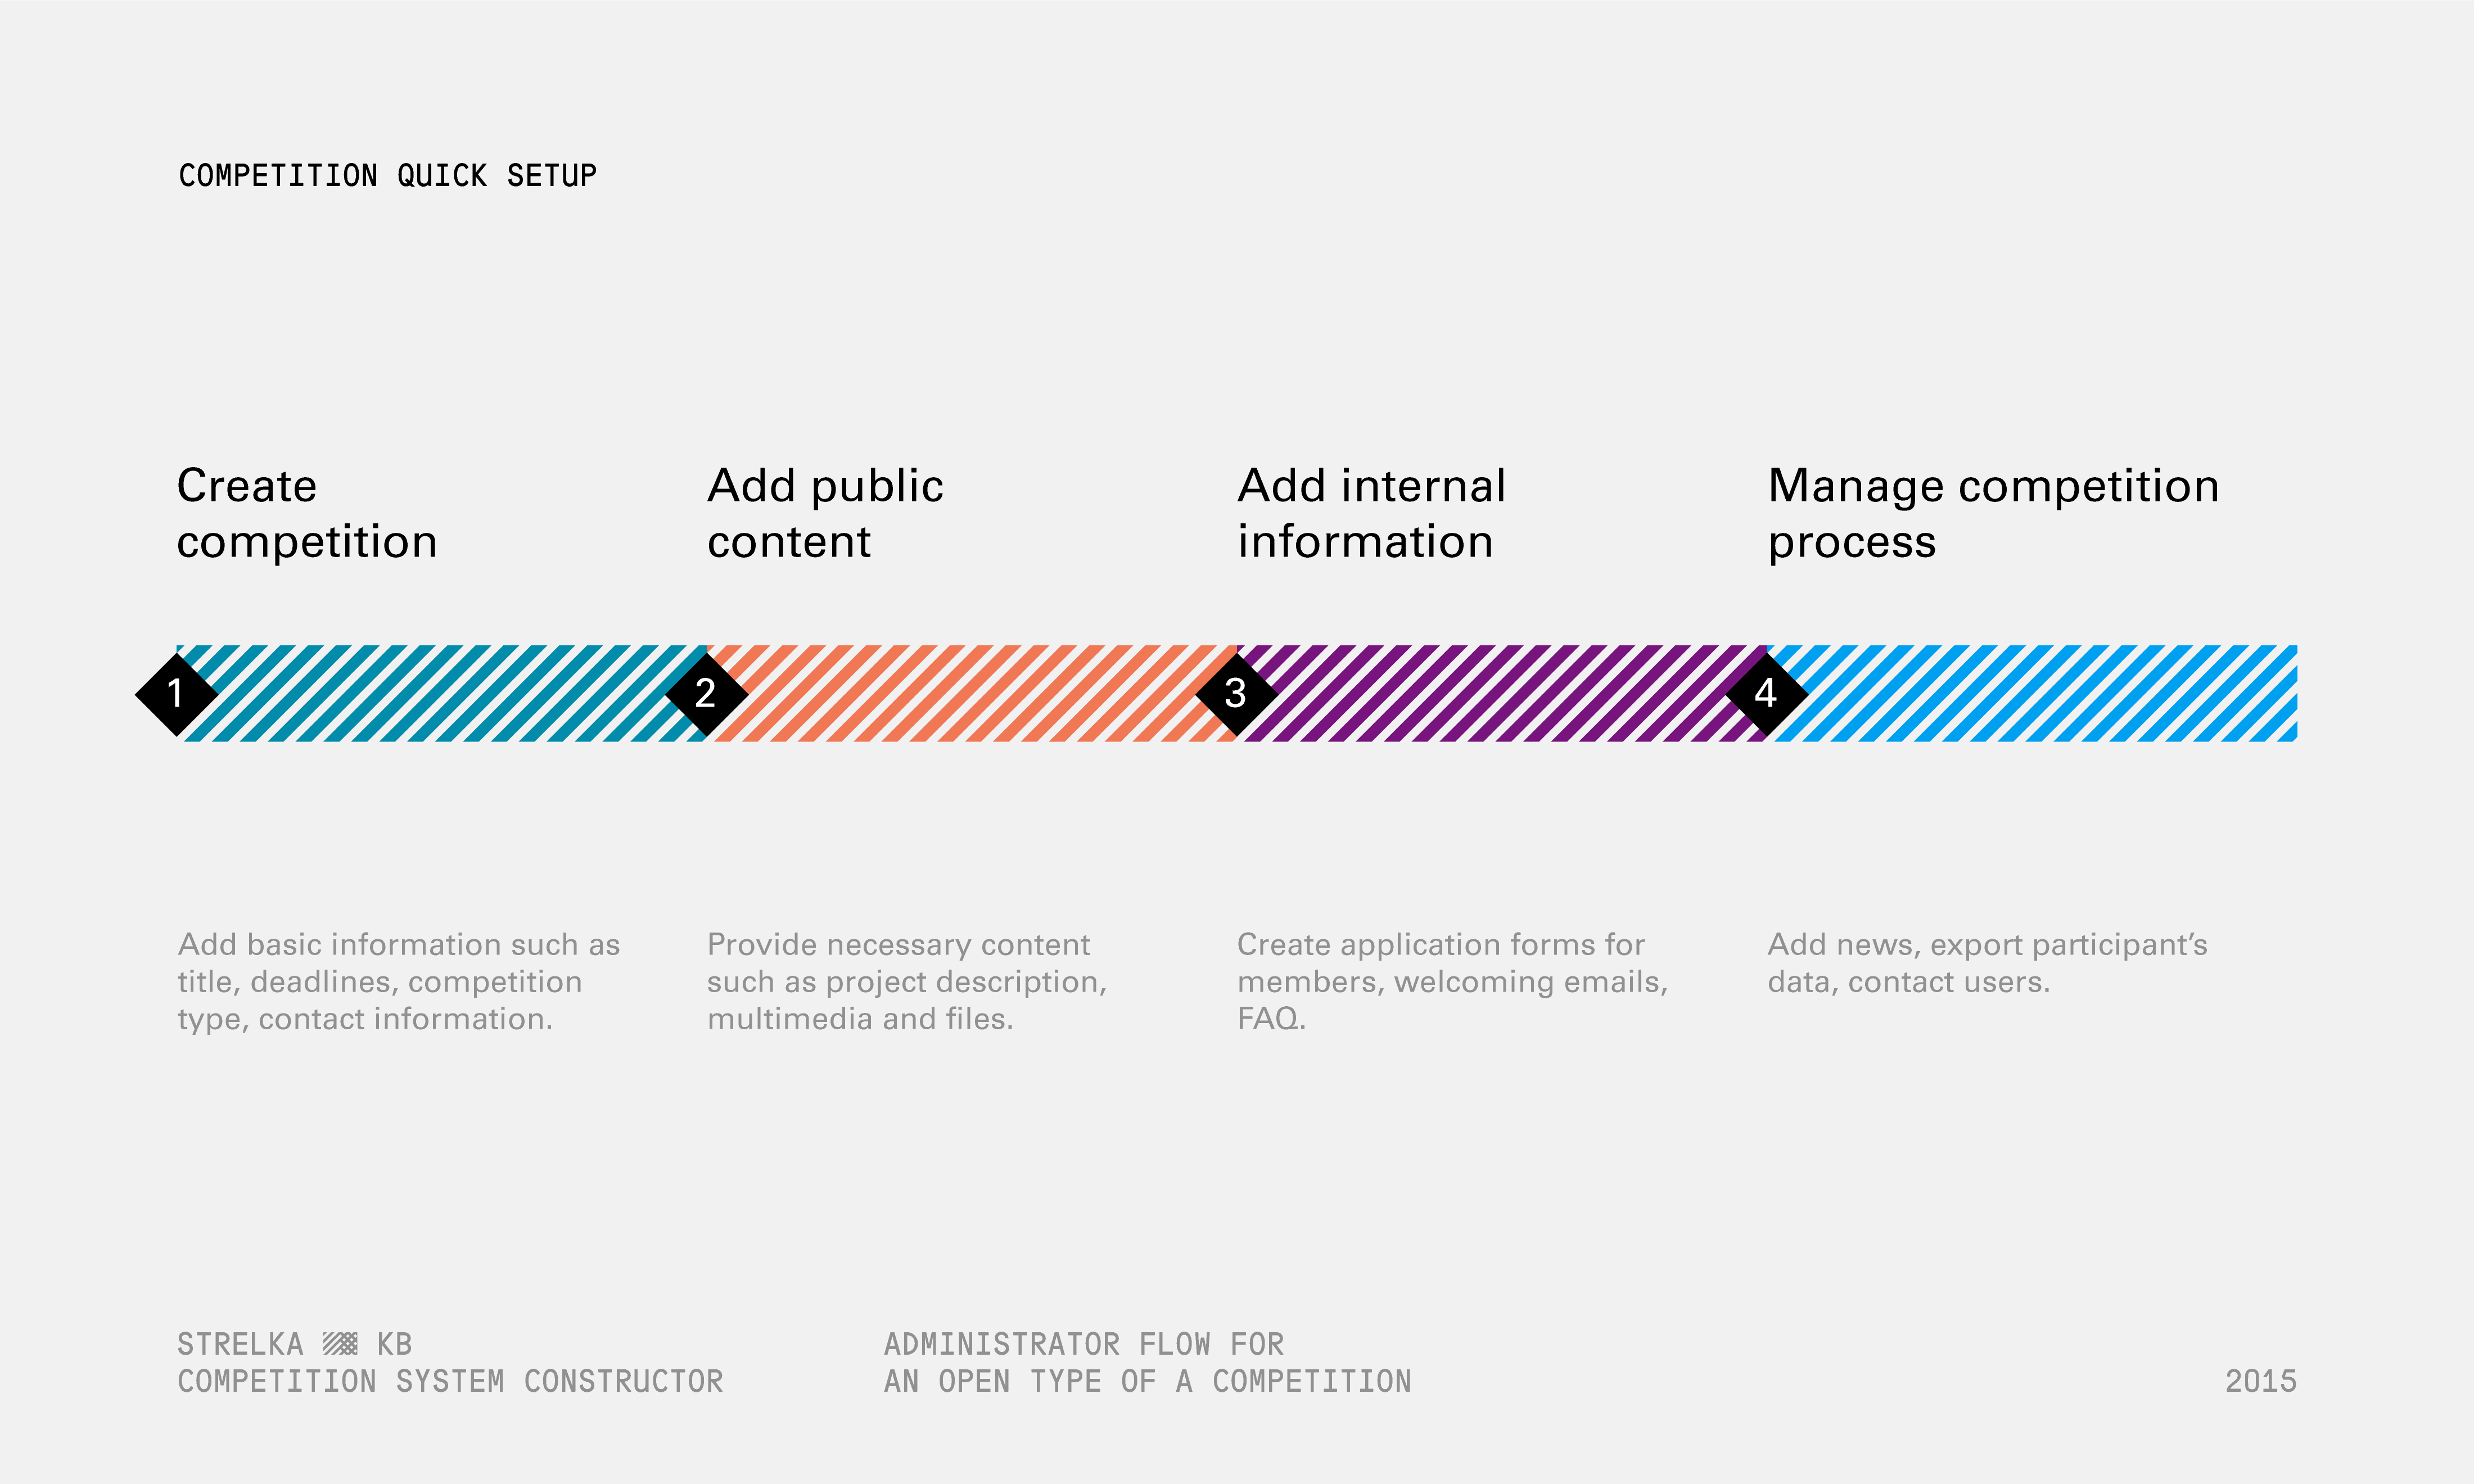 COMPETITION QUICK SETUP
Create
competition
Add public
content
Add internal
information
Manage competition
process
1
2
3
4
Add basic information such as
title, deadlines, competition
type, contact information.
Provide necessary content
such as project description,
multimedia and files.
Create application forms for
members, welcoming emails,
FAQ.
Add news, export participant’s
data, contact users.
STRELKA KB
COMPETITION SYSTEM CONSTRUCTOR
ADMINISTRATOR FLOW FOR
AN OPEN TYPE OF A COMPETITION
2015